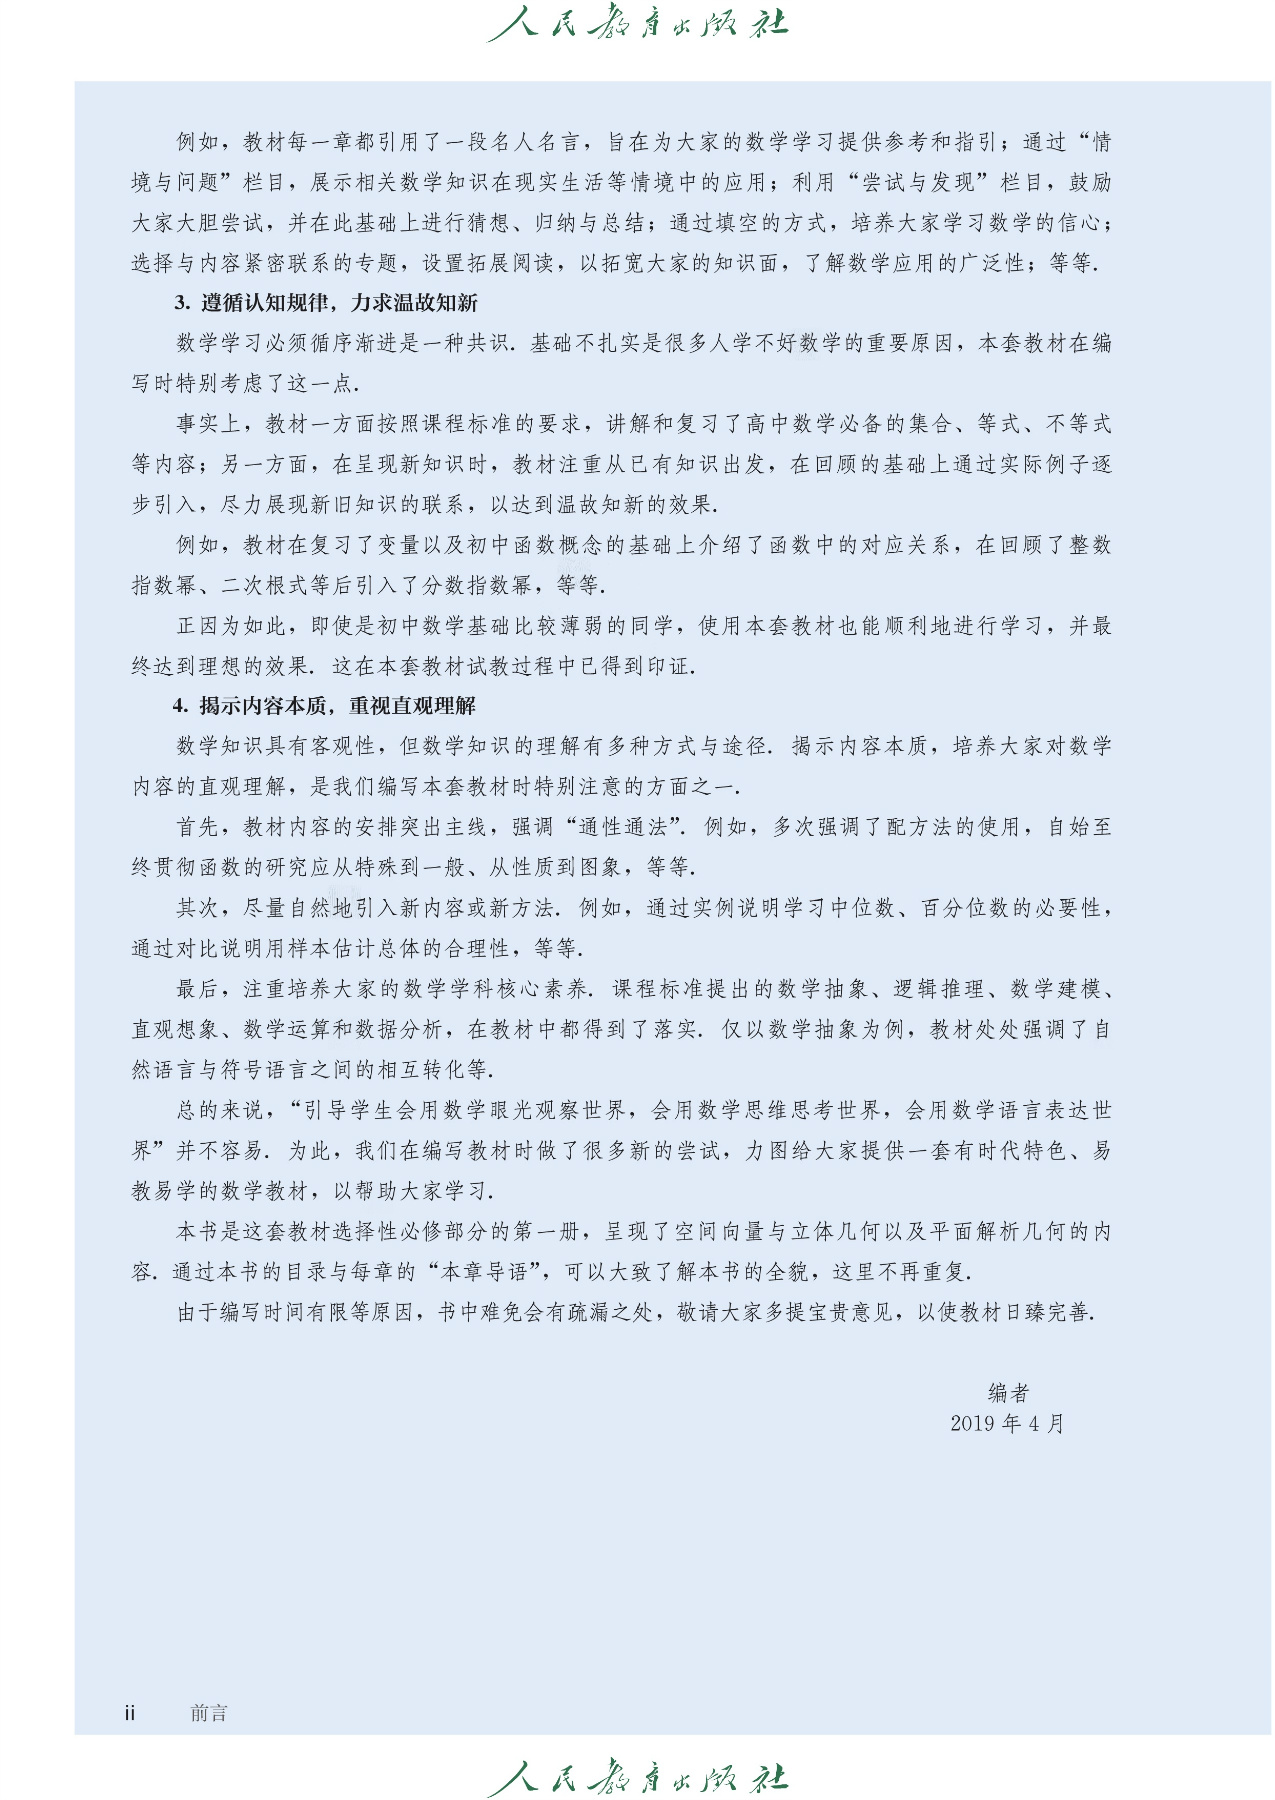 人民教育出版社
例如，教材每一章都引用了一段名人名言，旨在为大家的数学学习提供参考和指引；通过“情
境与问题”栏目，展示相关数学知识在现实生活等情境中的应用；利用“尝试与发现”栏目，鼓励
大家大胆尝试，并在此基础上进行猜想、归纳与总结；通过填空的方式，培养大家学习数学的信心；
选择与内容紧密联系的专题，设置拓展阅读，以拓宽大家的知识面，了解数学应用的广泛性；等等．
3．遵循认知规律，力求温故知新
数学学习必须循序渐进是一种共识．基础不扎实是很多人学不好数学的重要原因，本套教材在编
写时特别考虑了这一点．
事实上，教材一方面按照课程标准的要求，讲解和复习了高中数学必备的集合、等式、不等式
等内容；另一方面，在呈现新知识时，教材注重从已有知识出发，在回顾的基础上通过实际例子逐
步引入，尽力展现新旧知识的联系，以达到温故知新的效果．
例如，教材在复习了变量以及初中函数概念的基础上介绍了函数中的对应关系，在回顾了整数
指数幂、二次根式等后引入了分数指数幂，等等．
正因为如此，即使是初中数学基础比较薄弱的同学，使用本套教材也能顺利地进行学习，并最
终达到理想的效果．这在本套教材试教过程中已得到印证．
4．揭示内容本质，重视直观理解
数学知识具有客观性，但数学知识的理解有多种方式与途径．揭示内容本质，培养大家对数学
内容的直观理解，是我们编写本套教材时特别注意的方面之一．
首先，教材内容的安排突出主线，强调“通性通法”．例如，多次强调了配方法的使用，自始至
终贯彻函数的研究应从特殊到一般、从性质到图象，等等．
其次，尽量自然地引入新内容或新方法．例如，通过实例说明学习中位数、百分位数的必要性，
通过对比说明用样本估计总体的合理性，等等．
最后，注重培养大家的数学学科核心素养．课程标准提出的数学抽象、逻辑推理、数学建模、
直观想象、数学运算和数据分析，在教材中都得到了落实．仅以数学抽象为例，教材处处强调了自
然语言与符号语言之间的相互转化等．
总的来说，“引导学生会用数学眼光观察世界，会用数学思维思考世界，会用数学语言表达世
界”并不容易．为此，我们在编写教材时做了很多新的尝试，力图给大家提供一套有时代特色、易
教易学的数学教材，以帮助大家学习．
本书是这套教材选择性必修部分的第一册，呈现了空间向量与立体几何以及平面解析几何的内
容．通过本书的目录与每章的“本章导语”，可以大致了解本书的全貌，这里不再重复．
由于编写时间有限等原因，书中难免会有疏漏之处，敬请大家多提宝贵意见，以使教材日臻完善．
编者
2019 年 4 月
ii 前言
人民教育出版社